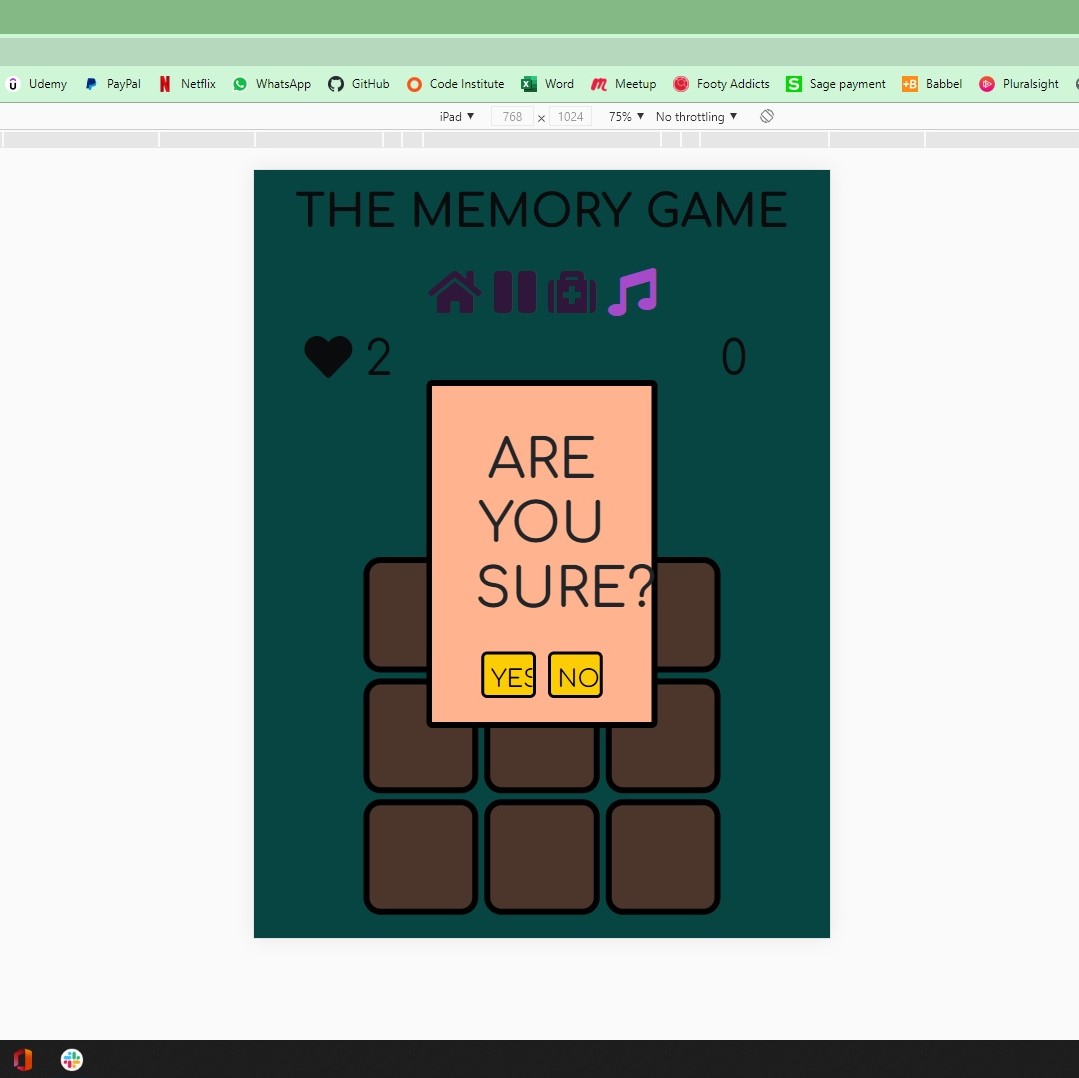 Udemy PayPal Netflix WhatsApp GitHub Code Institute Word Meetup Footy Addicts Sage payment +B Babbel Pluralsight
iPad 768 × 1024 75% No throttling
THE MEMORY GAME
2 0
ARE
YOU
SURE?
YES NO